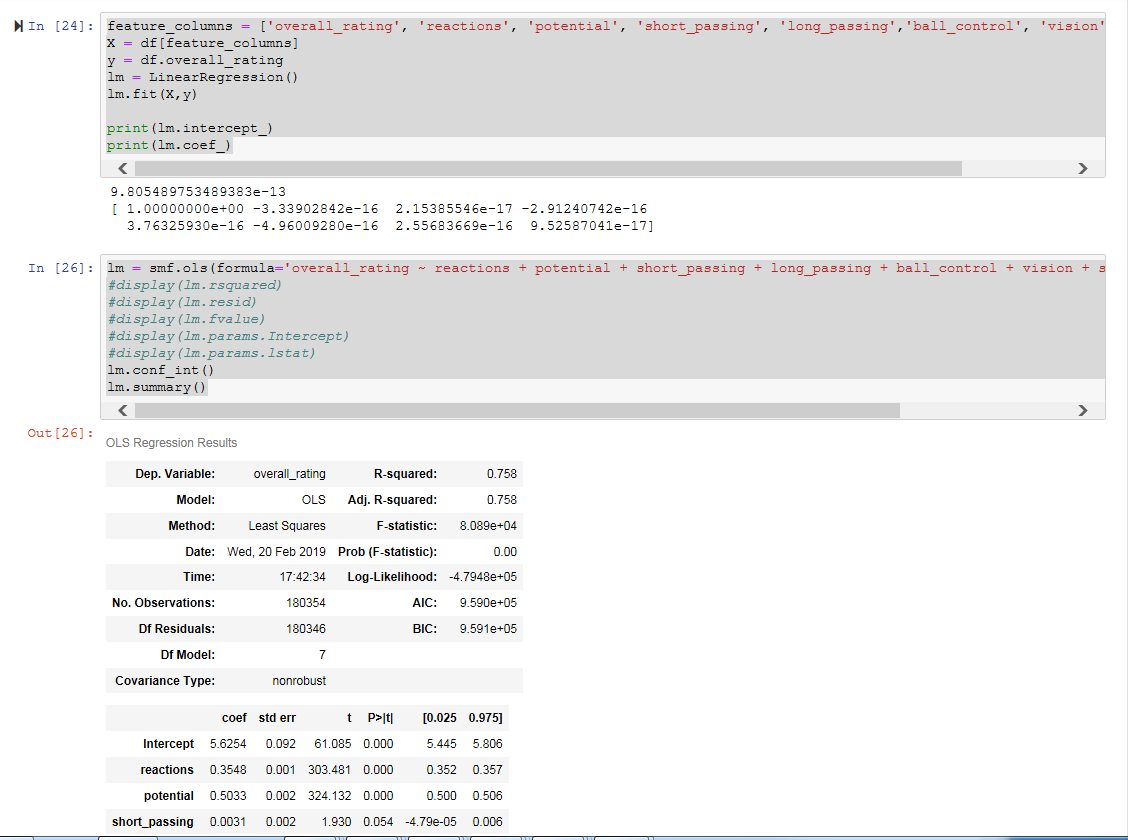 In [24]: feature_columns = ['overall_rating', 'reactions', 'potential', 'short_passing', 'long_passing','ball_control', 'vision'
X = df[feature_columns]
y = df.overall_rating
lm = LinearRegression()
lm.fit(X,y)
print(lm.intercept_)
print(lm.coef_)
9.805489753489383e-13
[ 1.00000000e+00 -3.33902842e-16  2.15385546e-17 -2.91240742e-16
3.76325930e-16 -4.96009280e-16  2.55683669e-16  9.52587041e-17]
In [26]: lm = smf.ols(formula='overall_rating ~ reactions + potential + short_passing + long_passing + ball_control + vision + s
#display(lm.rsquared)
#display(lm.resid)
#display(lm.fvalue)
#display(lm.params.Intercept)
#display(lm.params.lstat)
lm.conf_int()
lm.summary()
Out[26]: OLS Regression Results
Dep. Variable: overall_rating R-squared: 0.758
Model: OLS Adj. R-squared: 0.758
Method: Least Squares F-statistic: 8.089e+04
Date: Wed, 20 Feb 2019 Prob (F-statistic): 0.00
Time: 17:42:34 Log-Likelihood: -4.7948e+05
No. Observations: 180354 AIC: 9.590e+05
Df Residuals: 180346 BIC: 9.591e+05
Df Model: 7
Covariance Type: nonrobust
coef std err t P>|t| [0.025 0.975]
Intercept 5.6254 0.092 61.085 0.000 5.445 5.806
reactions 0.3548 0.001 303.481 0.000 0.352 0.357
potential 0.5033 0.002 324.132 0.000 0.500 0.506
short_passing 0.0031 0.002 1.930 0.054 -4.79e-05 0.006